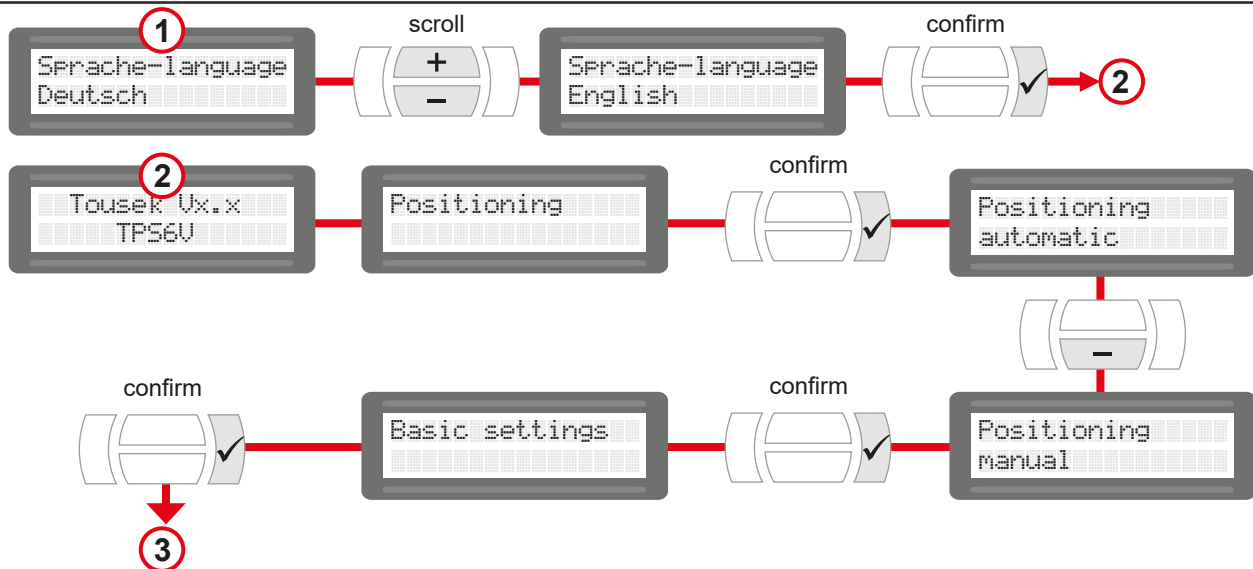 1
scroll
confirm
Sprache-language
Deutsch
+
−
Sprache-language
English
2
2
Tousek Vx.x
TPS6V
Positioning
confirm
Positioning
automatic
−
confirm
Basic settings
confirm
Positioning
manual
3